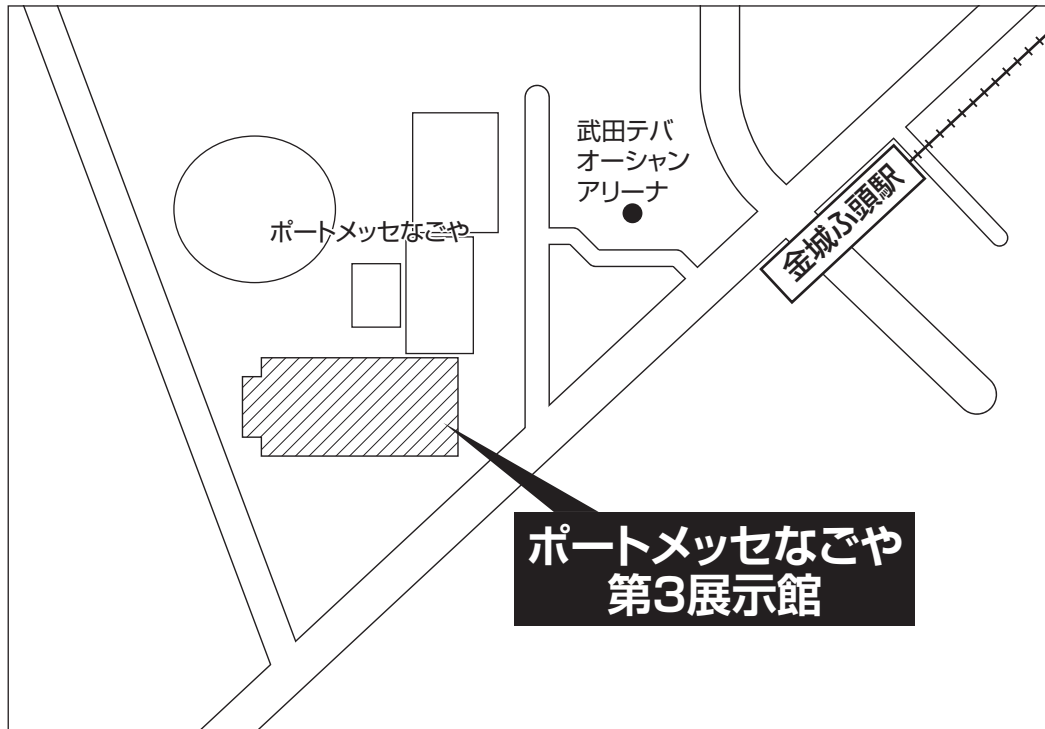 武田テバ
オーシャン
アリーナ
ポートメッセなごや
金城ふ頭駅
ポートメッセなごや
第3展示館